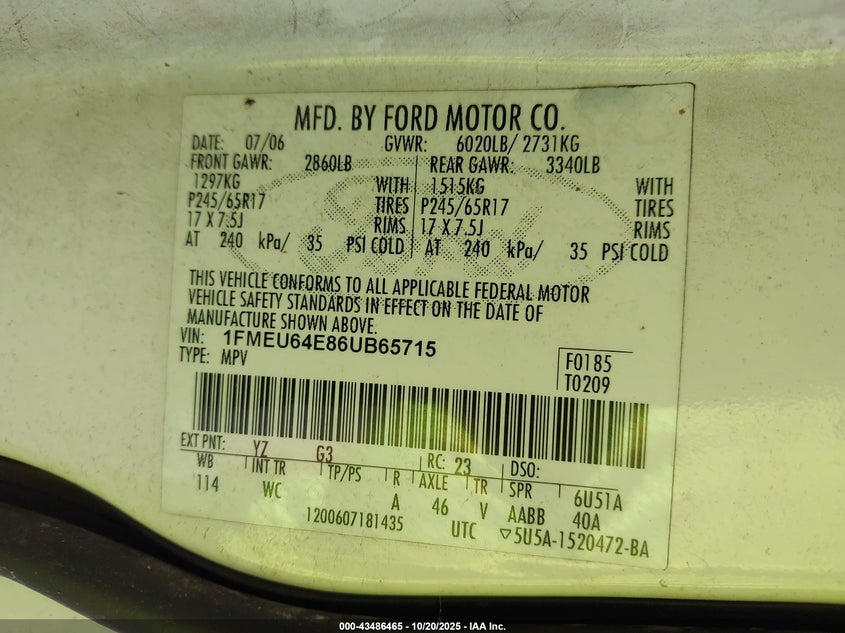 MFD. BY FORD MOTOR CO.
DATE: 07/06 GVWR: 6020LB/ 2731KG
FRONT GAWR: 2860LB REAR GAWR: 3340LB
1297KG WITH 1515KG WITH
P245/65R17 TIRES P245/65R17 TIRES
17 X 7.5J RIMS 17 X 7.5J RIMS
AT 240 kPa/ 35 PSI COLD AT 240 kPa/ 35 PSI COLD
THIS VEHICLE CONFORMS TO ALL APPLICABLE FEDERAL MOTOR
VEHICLE SAFETY STANDARDS IN EFFECT ON THE DATE OF
MANUFACTURE SHOWN ABOVE.
VIN: 1FMEU64E86UB65715
TYPE: MPV
F0185
T0209
EXT PNT: YZ G3 RC: 23 DSO:
WB INT TR TP/PS R AXLE TR SPR 6U51A
114 WC A 46 V AABB 40A
1200607181435 UTC ▽5U5A-1520472-BA
Ford
000-43486465 - 10/20/2025 - IAA Inc.